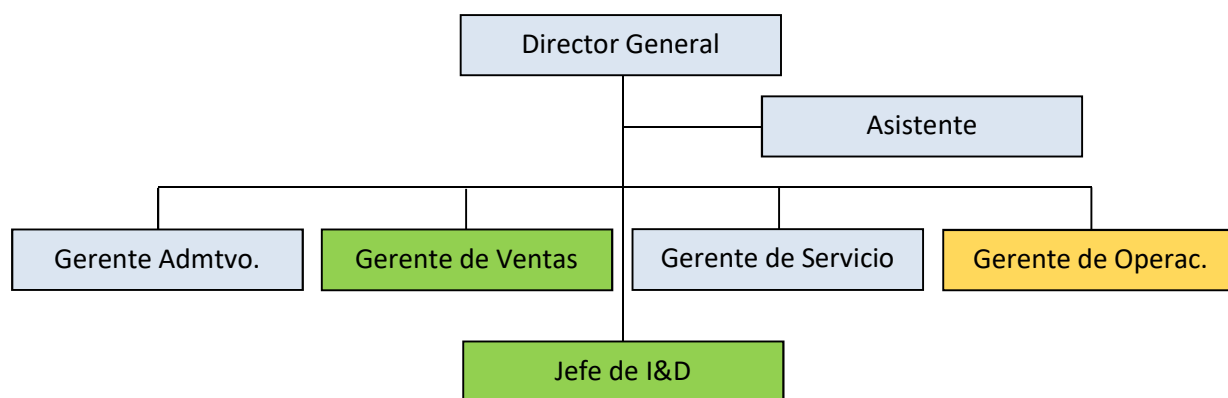 Director General
Asistente
Gerente Admtvo.
Gerente de Ventas
Gerente de Servicio
Gerente de Operac.
Jefe de I&D